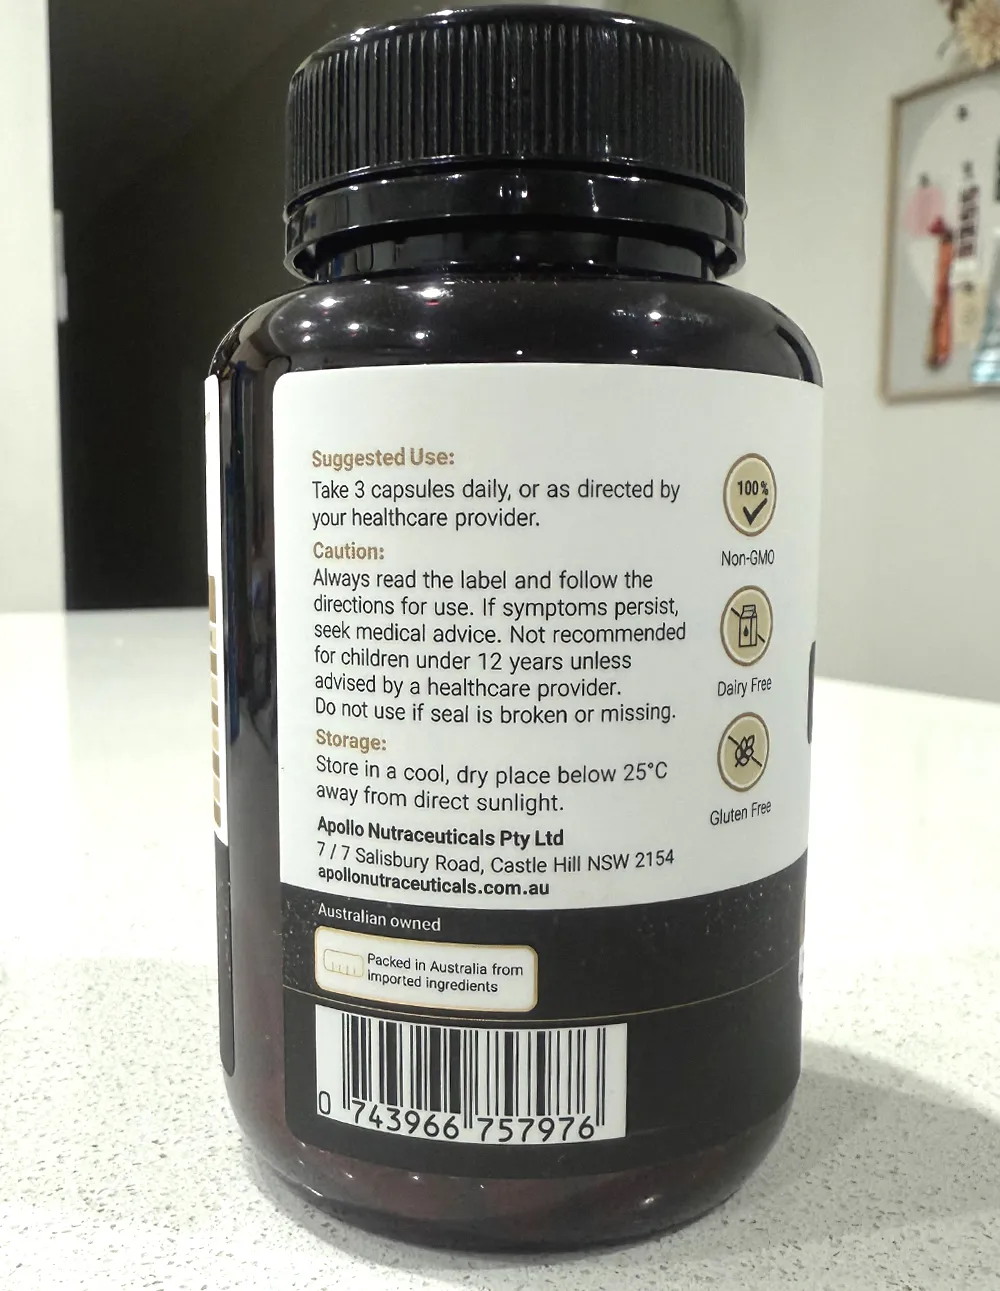 Suggested Use:
Take 3 capsules daily, or as directed by
your healthcare provider.
Caution:
Always read the label and follow the
directions for use. If symptoms persist,
seek medical advice. Not recommended
for children under 12 years unless
advised by a healthcare provider.
Do not use if seal is broken or missing.
Storage:
Store in a cool, dry place below 25°C
away from direct sunlight.
Apollo Nutraceuticals Pty Ltd
7 / 7 Salisbury Road, Castle Hill NSW 2154
apollonutraceuticals.com.au
100%
Non-GMO
Dairy Free
Gluten Free
Australian owned
Packed in Australia from
imported ingredients
0 743966 757976